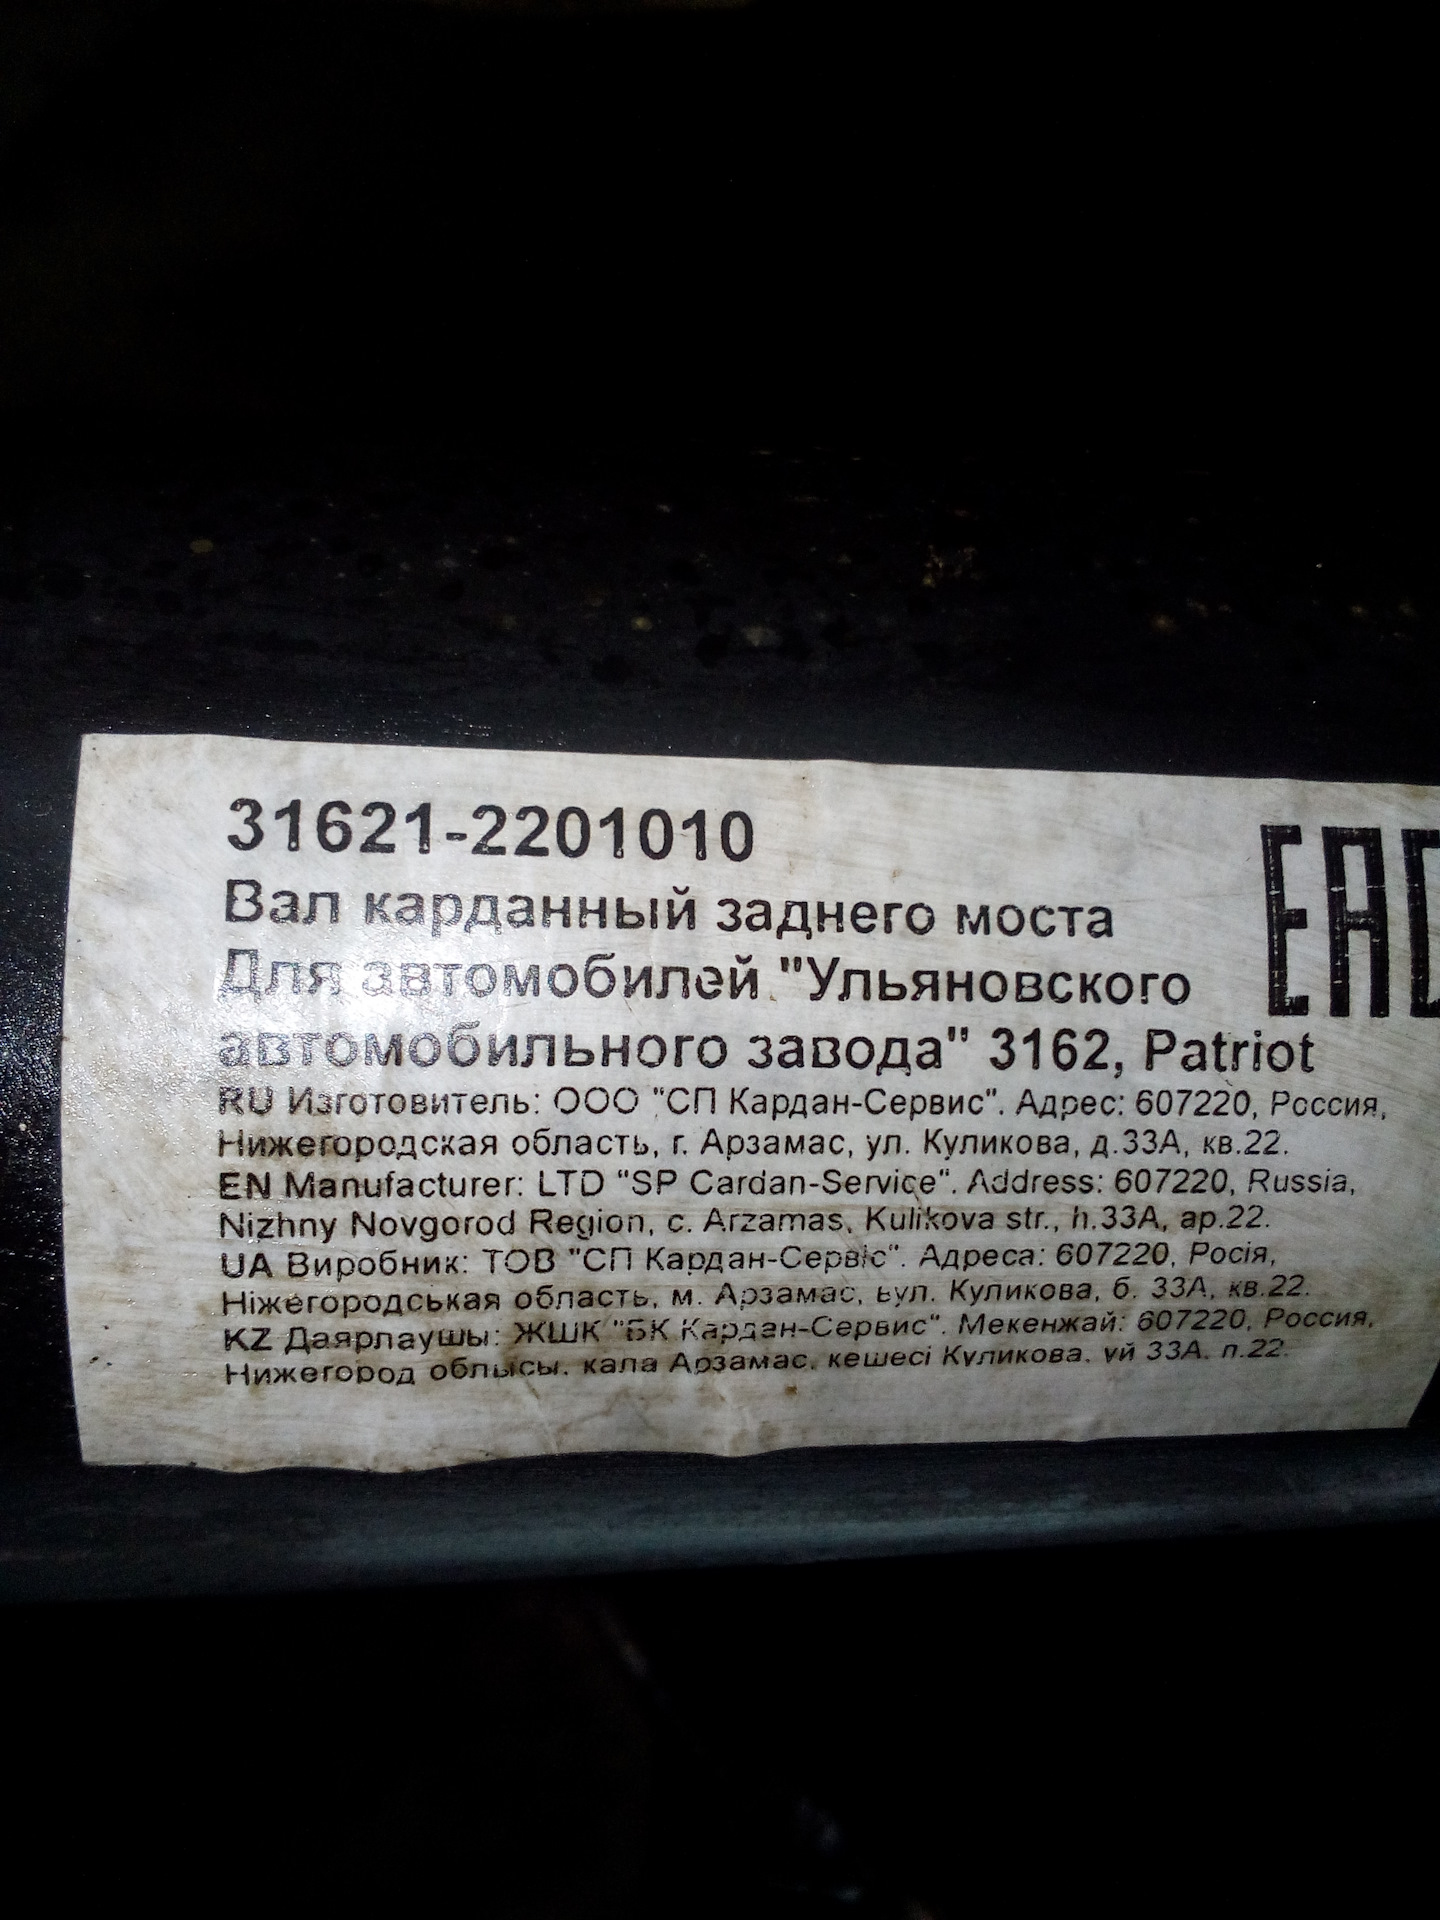 31621-2201010
Вал карданный заднего моста
Для автомобилей "Ульяновского
автомобильного завода" 3162, Patriot
EAC
RU Изготовитель: ООО "СП Кардан-Сервис". Адрес: 607220, Россия,
Нижегородская область, г. Арзамас, ул. Куликова, д.33А, кв.22.
EN Manufacturer: LTD "SP Cardan-Service". Address: 607220, Russia,
Nizhny Novgorod Region, c. Arzamas, Kulikova str., h.33A, ap.22.
UA Виробник: ТОВ "СП Кардан-Сервіс". Адреса: 607220, Росія,
Ніжегородськая область, м. Арзамас, вул. Куликова, б. 33А, кв.22.
KZ Даярлаушы: ЖШК "БК Кардан-Сервис". Мекенжай: 607220, Россия,
Нижегород облысы, кала Арзамас, кешесі Куликова, уй 33А, п.22.